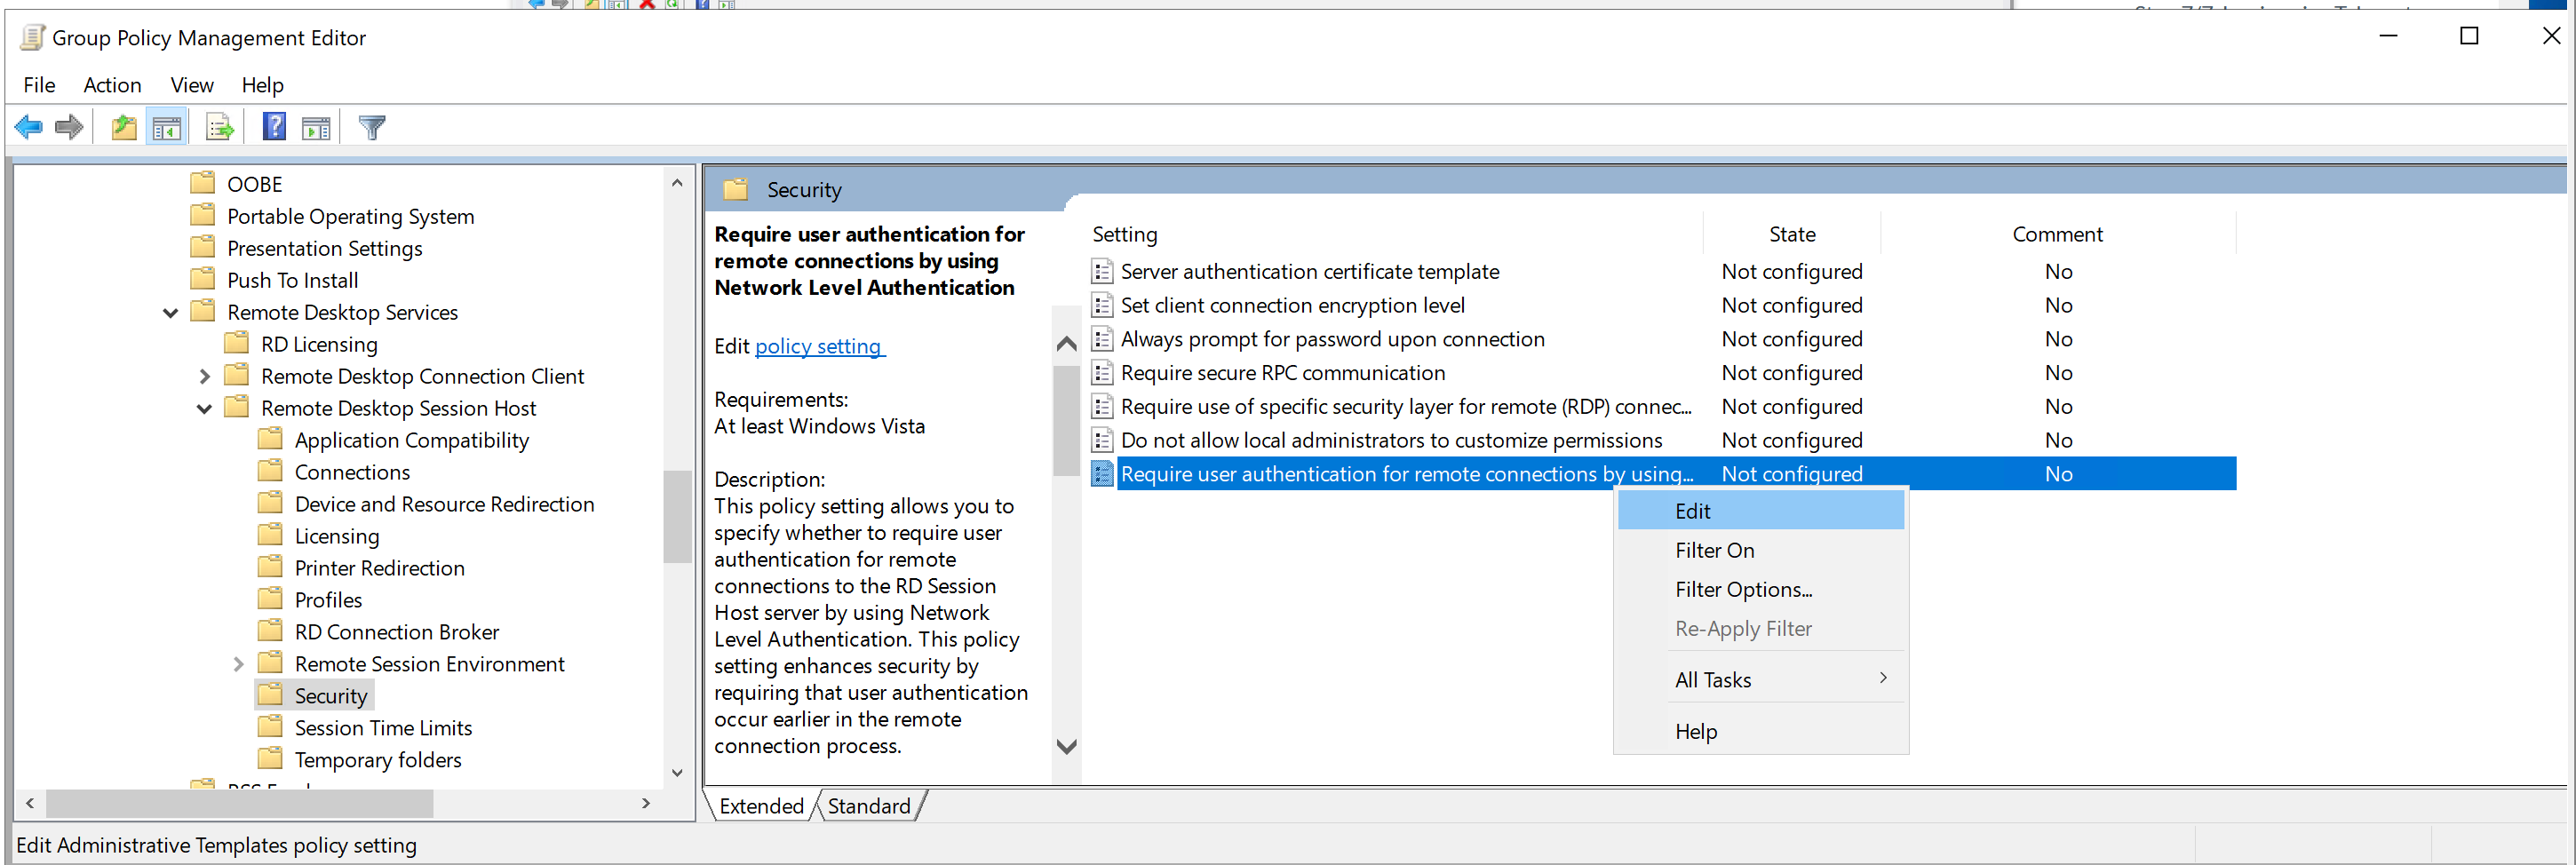 Group Policy Management Editor
File Action View Help
OOBE
Portable Operating System
Presentation Settings
Push To Install
Remote Desktop Services
RD Licensing
Remote Desktop Connection Client
Remote Desktop Session Host
Application Compatibility
Connections
Device and Resource Redirection
Licensing
Printer Redirection
Profiles
RD Connection Broker
Remote Session Environment
Security
Session Time Limits
Temporary folders
Security
Require user authentication for
remote connections by using
Network Level Authentication
Edit policy setting
Requirements:
At least Windows Vista
Description:
This policy setting allows you to
specify whether to require user
authentication for remote
connections to the RD Session
Host server by using Network
Level Authentication. This policy
setting enhances security by
requiring that user authentication
occur earlier in the remote
connection process.
Setting State Comment
Server authentication certificate template Not configured No
Set client connection encryption level Not configured No
Always prompt for password upon connection Not configured No
Require secure RPC communication Not configured No
Require use of specific security layer for remote (RDP) connec... Not configured No
Do not allow local administrators to customize permissions Not configured No
Require user authentication for remote connections by using... Not configured No
Edit
Filter On
Filter Options...
Re-Apply Filter
All Tasks
Help
Extended Standard
Edit Administrative Templates policy setting